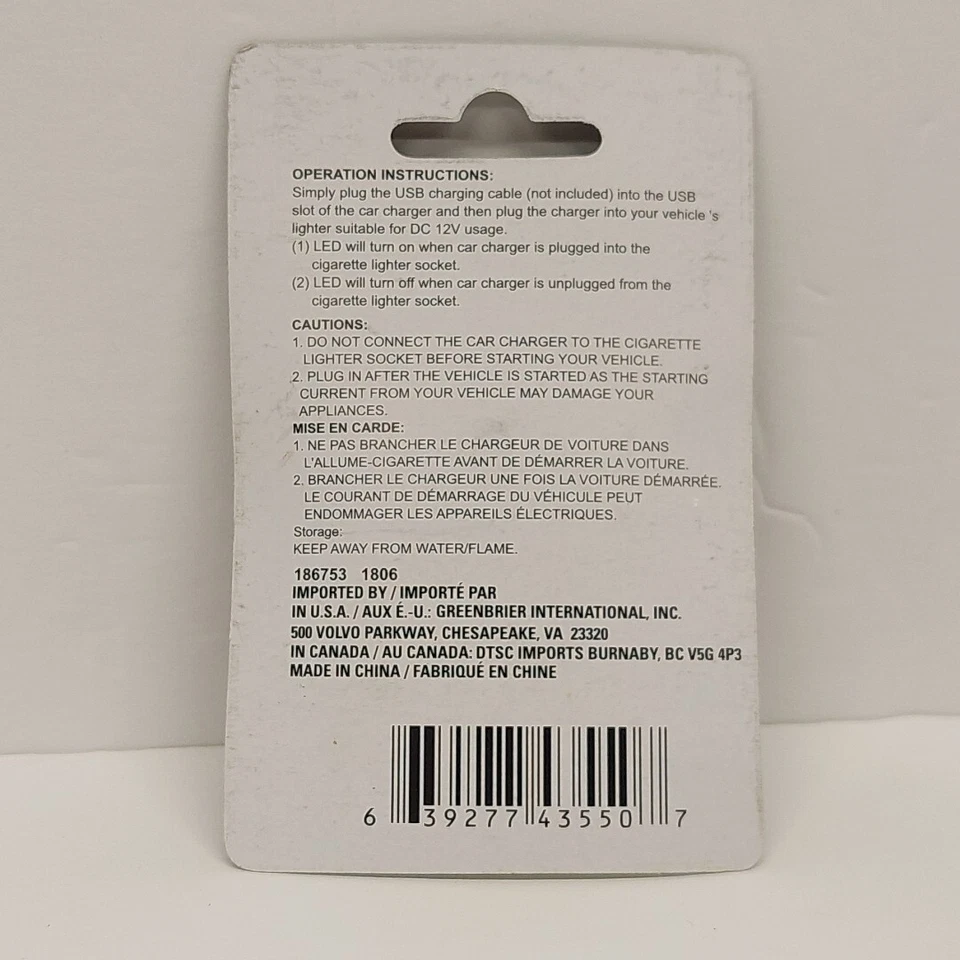 OPERATION INSTRUCTIONS:
Simply plug the USB charging cable (not included) into the USB
slot of the car charger and then plug the charger into your vehicle 's
lighter suitable for DC 12V usage.
(1) LED will turn on when car charger is plugged into the
cigarette lighter socket.
(2) LED will turn off when car charger is unplugged from the
cigarette lighter socket.
CAUTIONS:
1. DO NOT CONNECT THE CAR CHARGER TO THE CIGARETTE
LIGHTER SOCKET BEFORE STARTING YOUR VEHICLE.
2. PLUG IN AFTER THE VEHICLE IS STARTED AS THE STARTING
CURRENT FROM YOUR VEHICLE MAY DAMAGE YOUR
APPLIANCES.
MISE EN CARDE:
1. NE PAS BRANCHER LE CHARGEUR DE VOITURE DANS
L'ALLUME-CIGARETTE AVANT DE DÉMARRER LA VOITURE.
2. BRANCHER LE CHARGEUR UNE FOIS LA VOITURE DÉMARRÉE.
LE COURANT DE DÉMARRAGE DU VÉHICULE PEUT
ENDOMMAGER LES APPAREILS ÉLECTRIQUES.
Storage:
KEEP AWAY FROM WATER/FLAME.
186753 1806
IMPORTED BY / IMPORTÉ PAR
IN U.S.A. / AUX É.-U.: GREENBRIER INTERNATIONAL, INC.
500 VOLVO PARKWAY, CHESAPEAKE, VA 23320
IN CANADA / AU CANADA: DTSC IMPORTS BURNABY, BC V5G 4P3
MADE IN CHINA / FABRIQUÉ EN CHINE
6 39277 43550 7